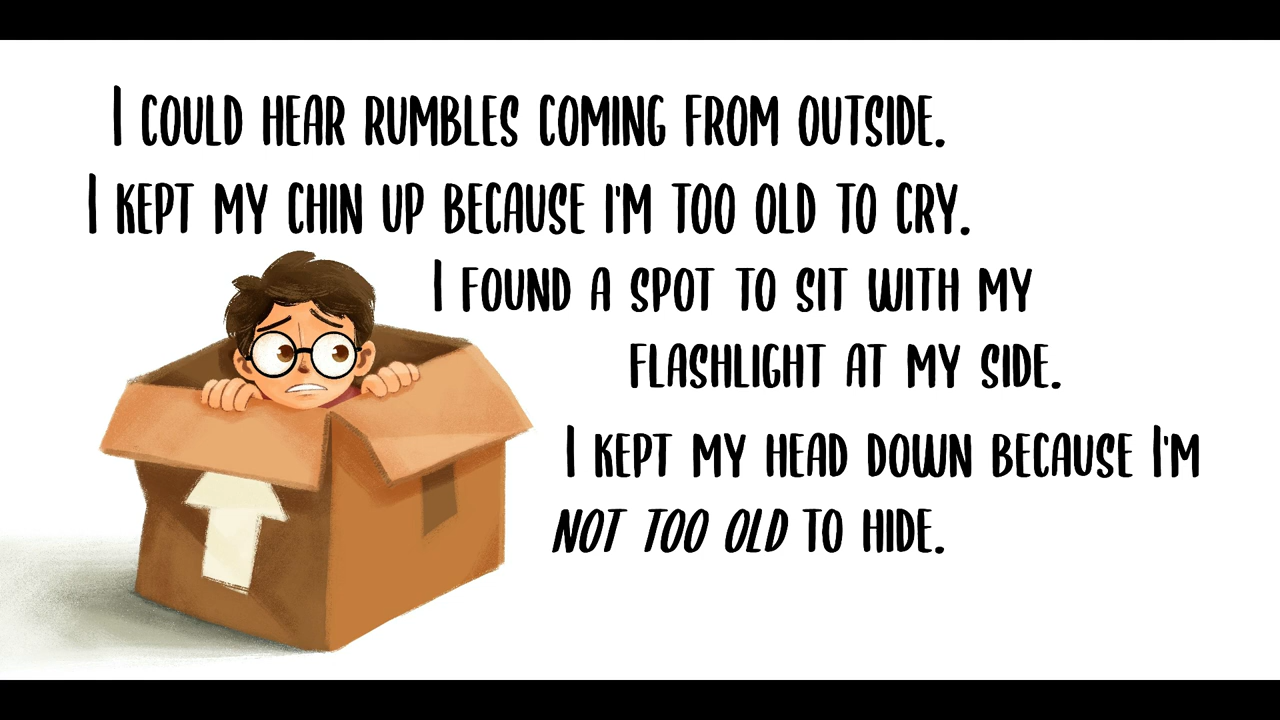 I COULD HEAR RUMBLES COMING FROM OUTSIDE.
I KEPT MY CHIN UP BECAUSE I'M TOO OLD TO CRY.
I FOUND A SPOT TO SIT WITH MY
FLASHLIGHT AT MY SIDE.
I KEPT MY HEAD DOWN BECAUSE I'M
NOT TOO OLD TO HIDE.